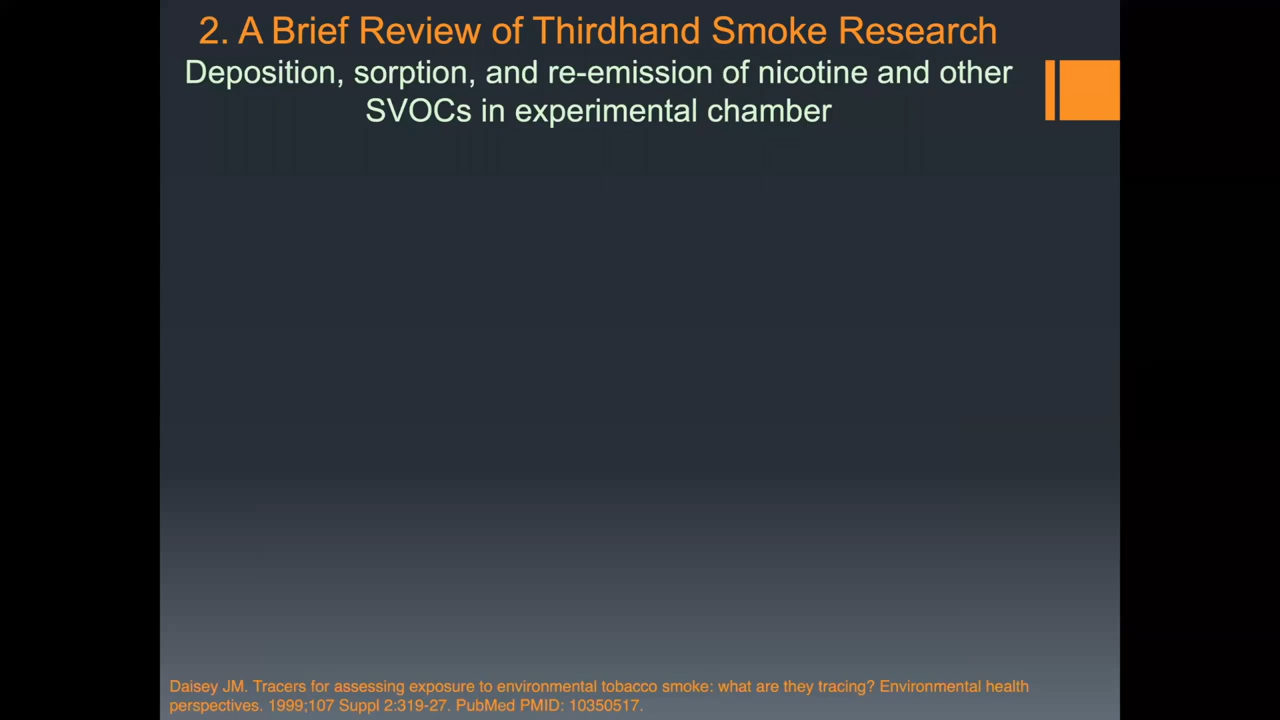 2. A Brief Review of Thirdhand Smoke Research
Deposition, sorption, and re-emission of nicotine and other
SVOCs in experimental chamber
Daisey JM. Tracers for assessing exposure to environmental tobacco smoke: what are they tracing? Environmental health
perspectives. 1999;107 Suppl 2:319-27. PubMed PMID: 10350517.